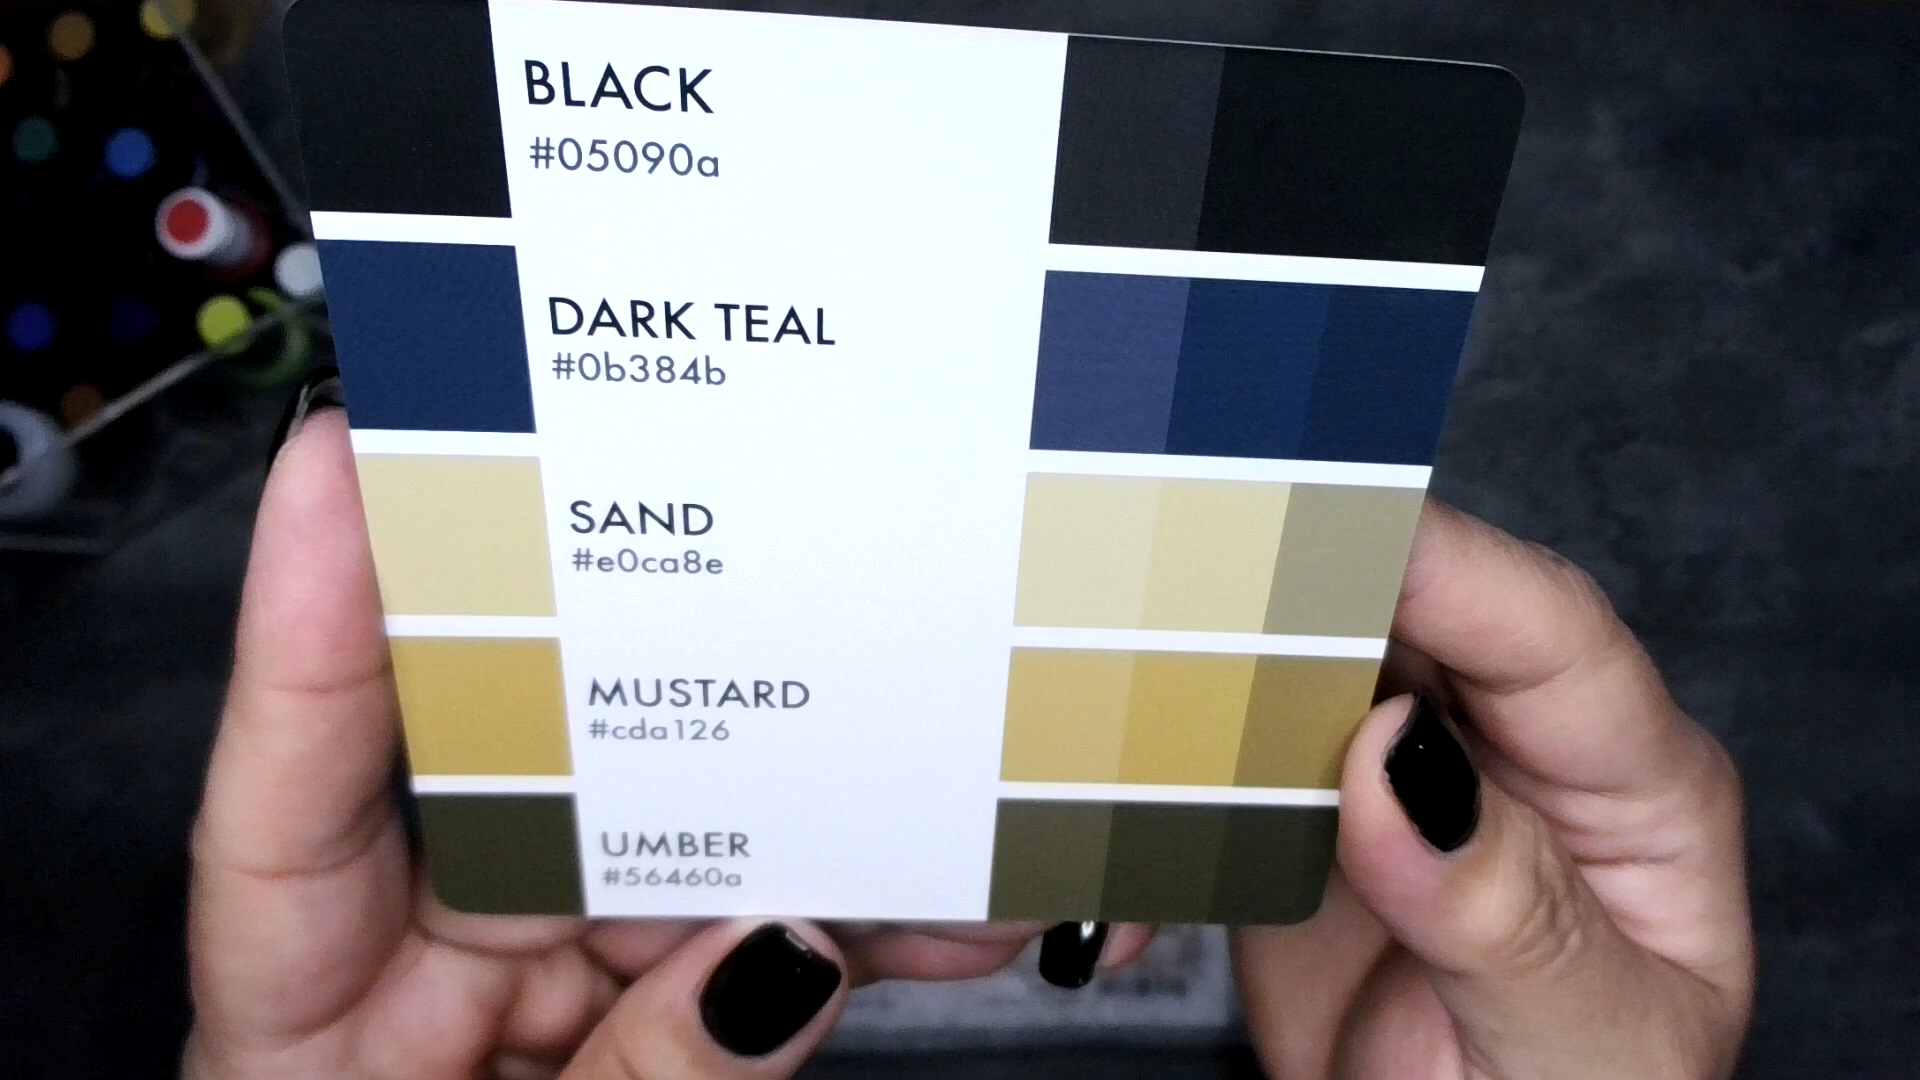 BLACK
#05090a
DARK TEAL
#0b384b
SAND
#e0ca8e
MUSTARD
#cda126
UMBER
#56460a